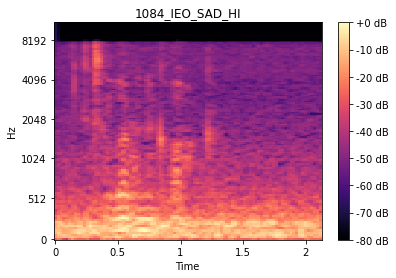 1084_IEO_SAD_HI
8192
4096
2048
1024
512
0
Hz
0
0.5
1
1.5
2
Time
+0 dB
-10 dB
-20 dB
-30 dB
-40 dB
-50 dB
-60 dB
-70 dB
-80 dB